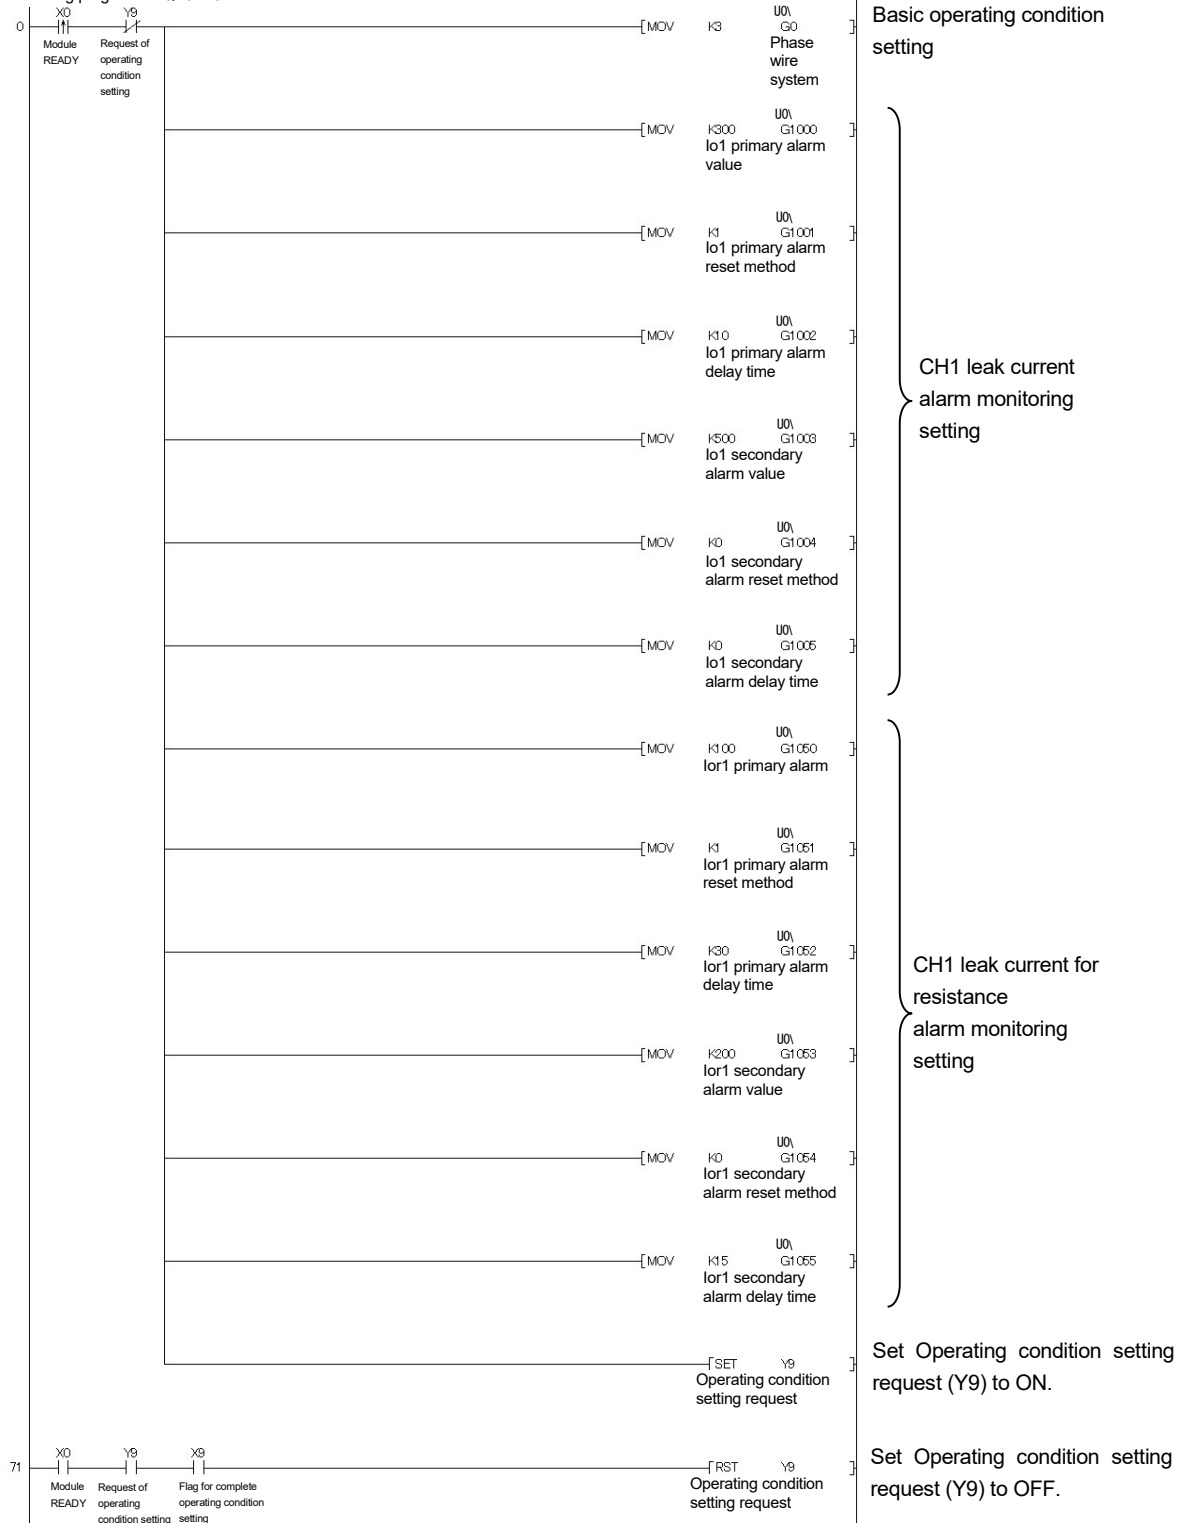 X0 Y9 U0\
0 [MOV K3 G0 ]
Module
READY
Request of
operating
condition
setting
Phase
wire
system
Basic operating condition
setting
U0\
[MOV K300 G1000 ]
Io1 primary alarm
value
U0\
[MOV K1 G1001 ]
Io1 primary alarm
reset method
U0\
[MOV K10 G1002 ]
Io1 primary alarm
delay time
U0\
[MOV K500 G1003 ]
Io1 secondary
alarm value
U0\
[MOV K0 G1004 ]
Io1 secondary
alarm reset method
U0\
[MOV K0 G1005 ]
Io1 secondary
alarm delay time
CH1 leak current
alarm monitoring
setting
U0\
[MOV K100 G1050 ]
Ior1 primary alarm
U0\
[MOV K1 G1051 ]
Ior1 primary alarm
reset method
U0\
[MOV K30 G1052 ]
Ior1 primary alarm
delay time
U0\
[MOV K200 G1053 ]
Ior1 secondary
alarm value
U0\
[MOV K0 G1054 ]
Ior1 secondary
alarm reset method
U0\
[MOV K15 G1055 ]
Ior1 secondary
alarm delay time
CH1 leak current for
resistance
alarm monitoring
setting
[SET Y9 ]
Operating condition
setting request
Set Operating condition setting
request (Y9) to ON.
X0 Y9 X9
71 [RST Y9 ]
Module
READY
Request of
operating
condition setting
Flag for complete
operating condition
setting
Operating condition
setting request
Set Operating condition setting
request (Y9) to OFF.